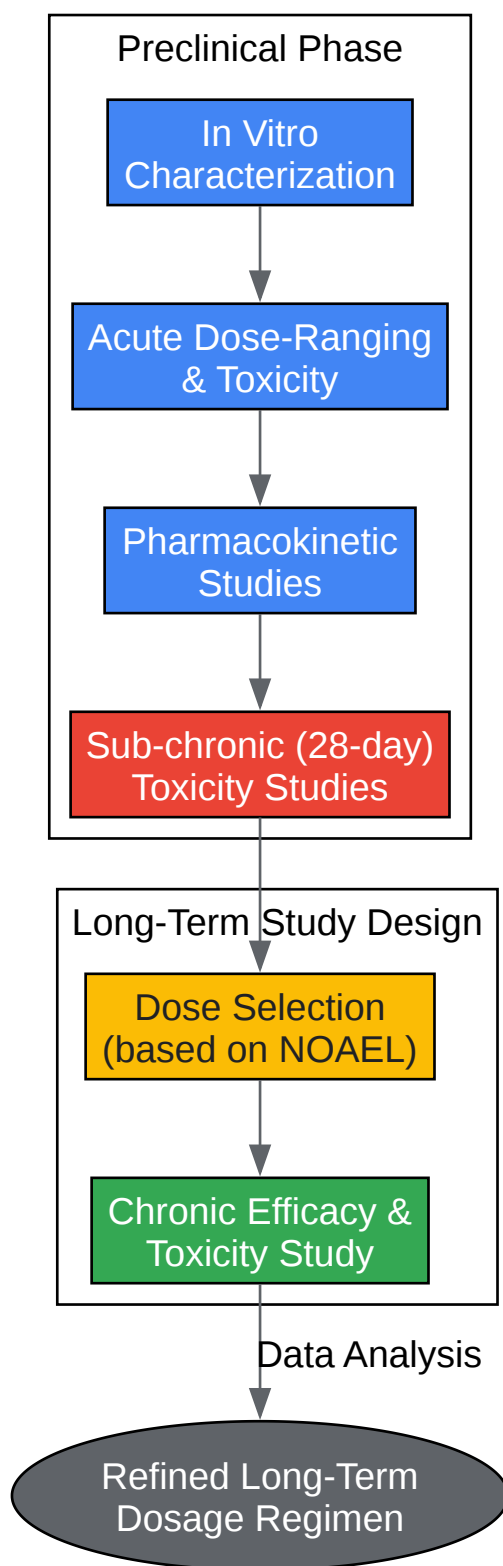 Preclinical Phase
In Vitro
Characterization
Acute Dose-Ranging
& Toxicity
Pharmacokinetic
Studies
Sub-chronic (28-day)
Toxicity Studies
Long-Term Study Design
Dose Selection
(based on NOAEL)
Chronic Efficacy &
Toxicity Study
Data Analysis
Refined Long-Term
Dosage Regimen